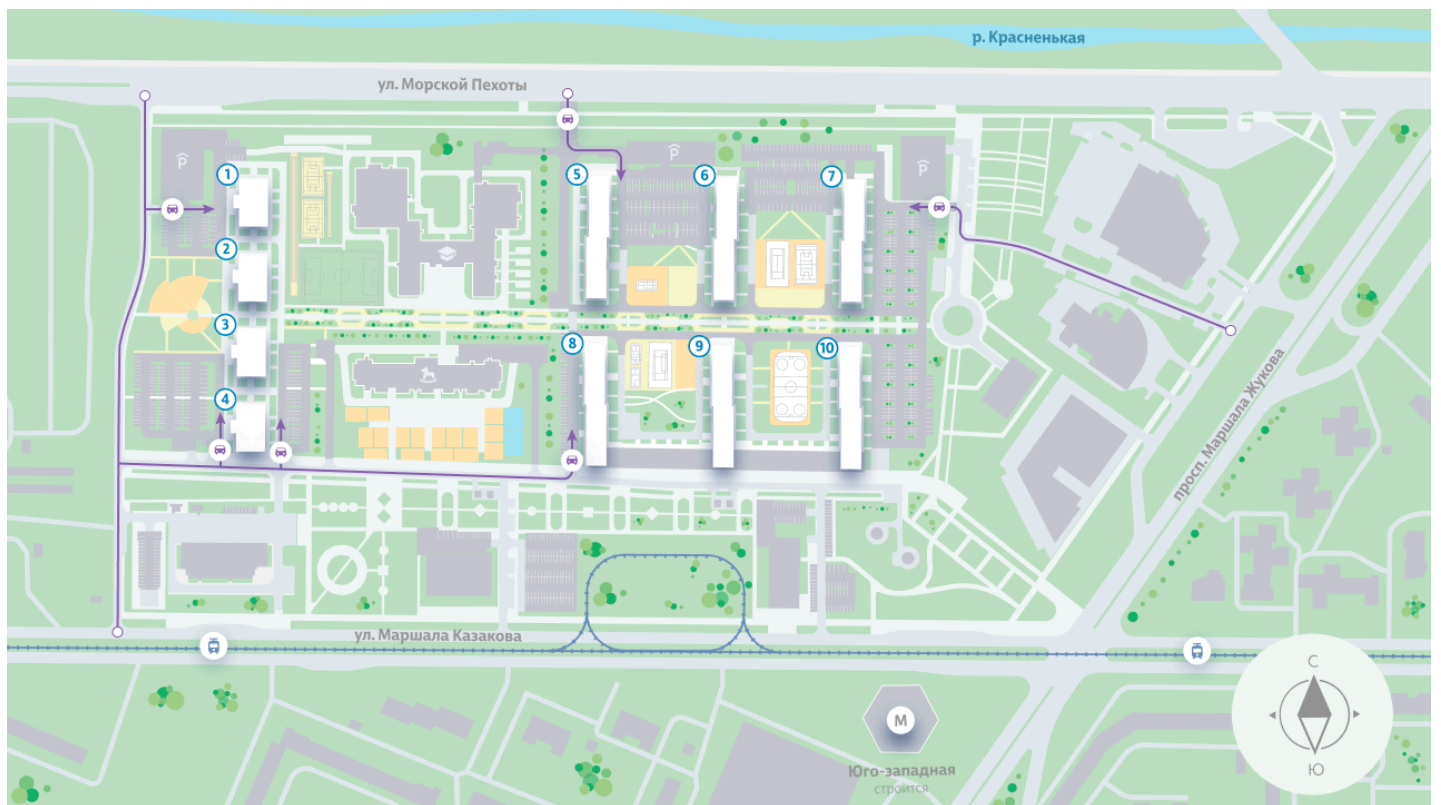 р. Красненькая
ул. Морской Пехоты
P
P
P
1
5
6
7
2
3
8
9
10
4
просп. Маршала Жукова
ул. Маршала Казакова
С
М
Юго-западная
строится
Ю